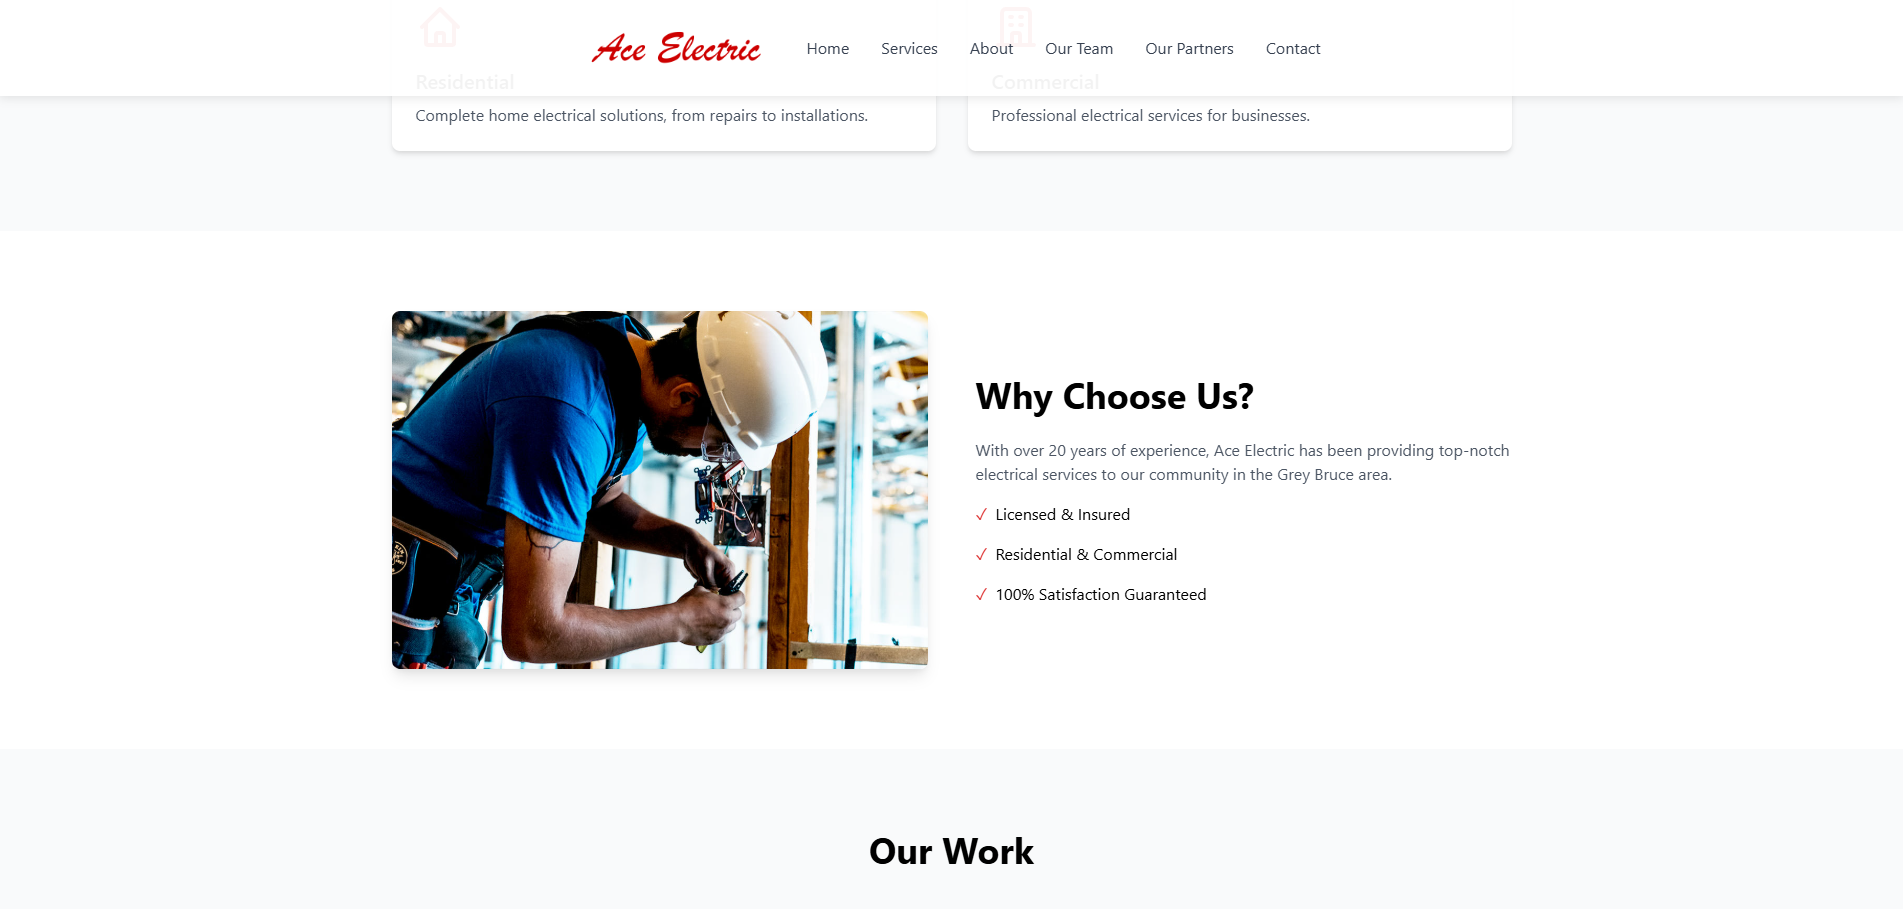 Ace Electric
Home
Services
About
Our Team
Our Partners
Contact
Residential
Complete home electrical solutions, from repairs to installations.
Commercial
Professional electrical services for businesses.
Why Choose Us?
With over 20 years of experience, Ace Electric has been providing top-notch
electrical services to our community in the Grey Bruce area.
✓ Licensed & Insured
✓ Residential & Commercial
✓ 100% Satisfaction Guaranteed
Our Work